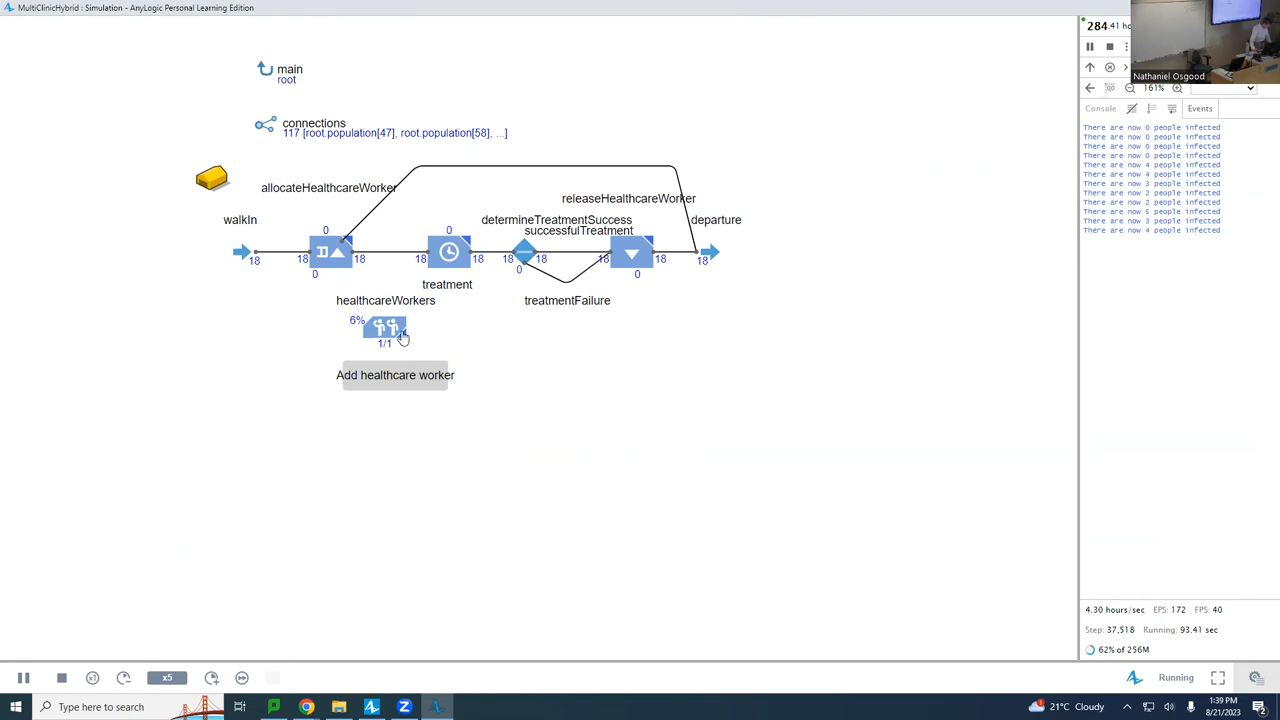 MultiClinicHybrid : Simulation - AnyLogic Personal Learning Edition
main
root
connections
117 [root.population[47], root.population[58], ...]
allocateHealthcareWorker
releaseHealthcareWorker
walkIn
0
0
determineTreatmentSuccess
departure
successfulTreatment
18
18
18
18
18
18
18
18
18
18
0
0
0
treatment
healthcareWorkers
treatmentFailure
6%
1/1
Add healthcare worker
284.41 hours
Nathaniel Osgood
161%
Console
Events
There are now 0 people infected
There are now 0 people infected
There are now 0 people infected
There are now 0 people infected
There are now 4 people infected
There are now 4 people infected
There are now 3 people infected
There are now 2 people infected
There are now 2 people infected
There are now 5 people infected
There are now 3 people infected
There are now 4 people infected
4.30 hours/sec EPS: 172 FPS: 40
Step: 37,518 Running: 93.41 sec
62% of 256M
x1
x5
Running
Type here to search
21°C Cloudy
1:39 PM
8/21/2023
2